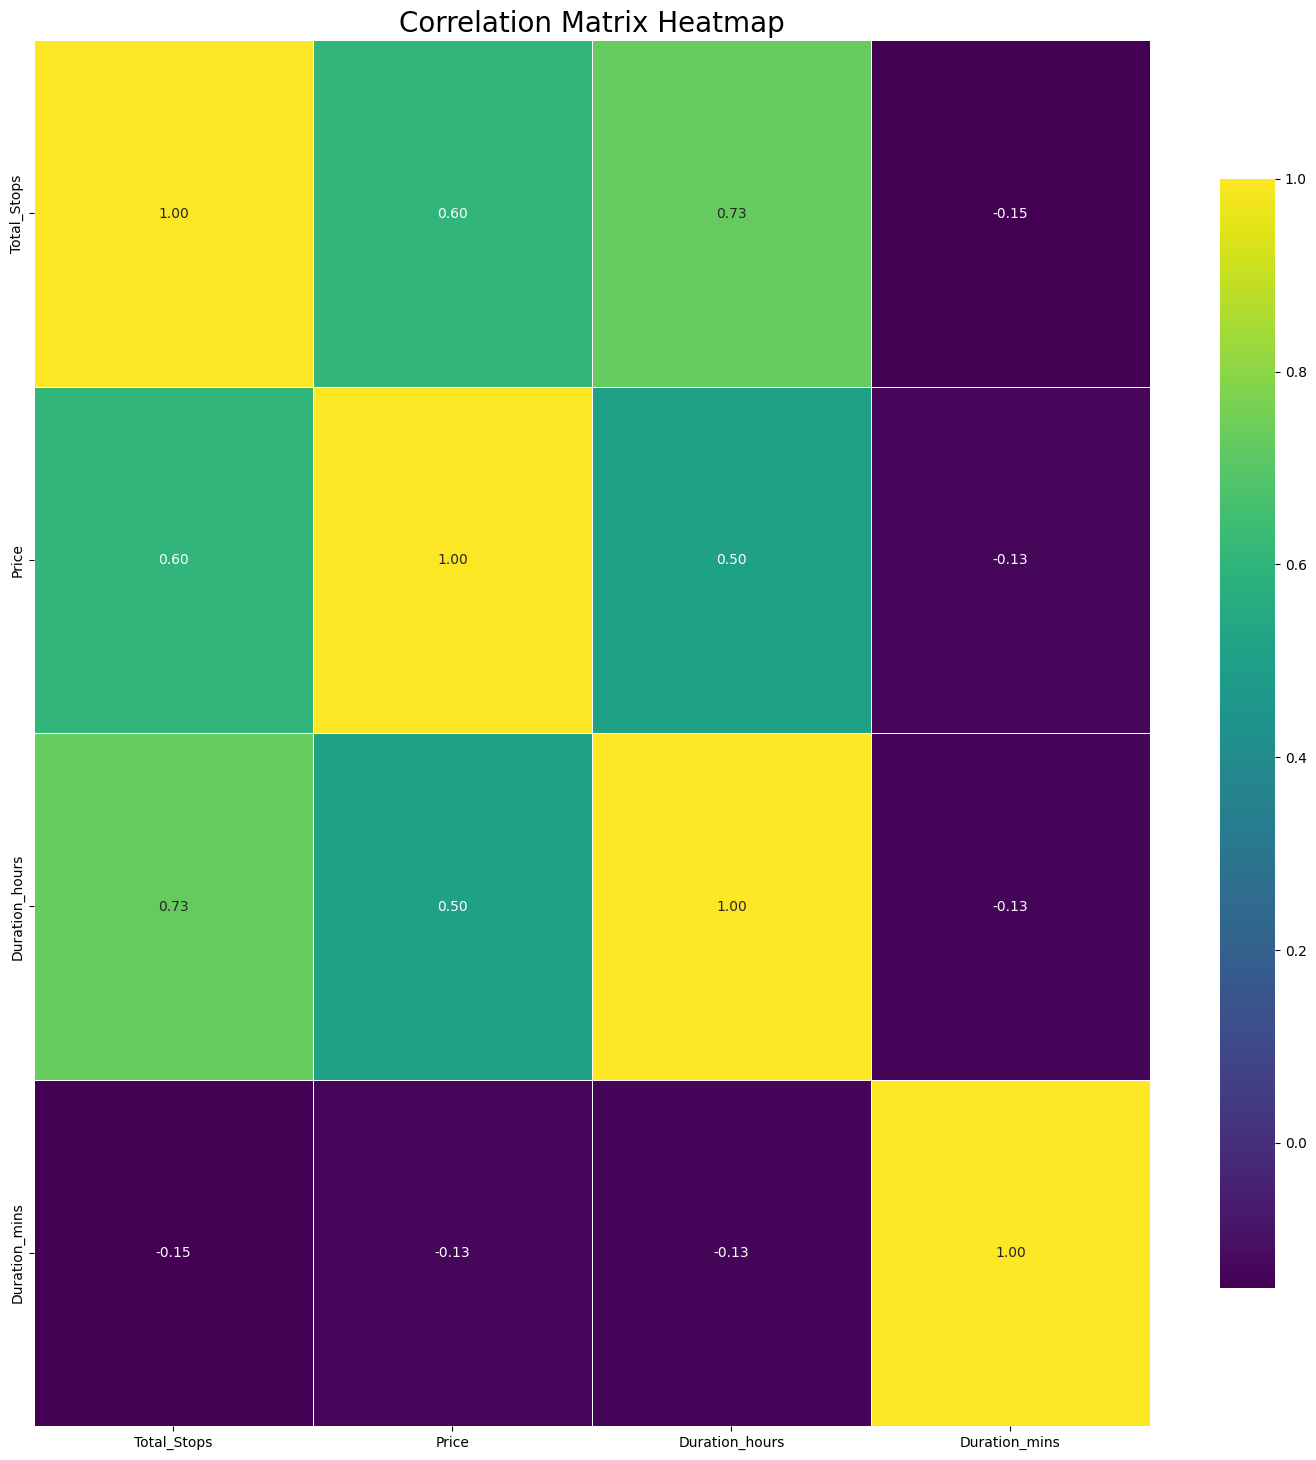 Correlation Matrix Heatmap
Total_Stops
1.00
0.60
0.73
-0.15
Price
0.60
1.00
0.50
-0.13
Duration_hours
0.73
0.50
1.00
-0.13
Duration_mins
-0.15
-0.13
-0.13
1.00
Total_Stops
Price
Duration_hours
Duration_mins
1.0
0.8
0.6
0.4
0.2
0.0